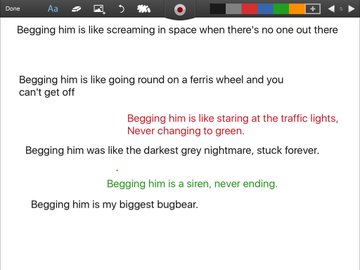 Done
Aa
5
Begging him is like screaming in space when there's no one out there
Begging him is like going round on a ferris wheel and you
can't get off
Begging him is like staring at the traffic lights,
Never changing to green.
Begging him was like the darkest grey nightmare, stuck forever.
Begging him is a siren, never ending.
Begging him is my biggest bugbear.